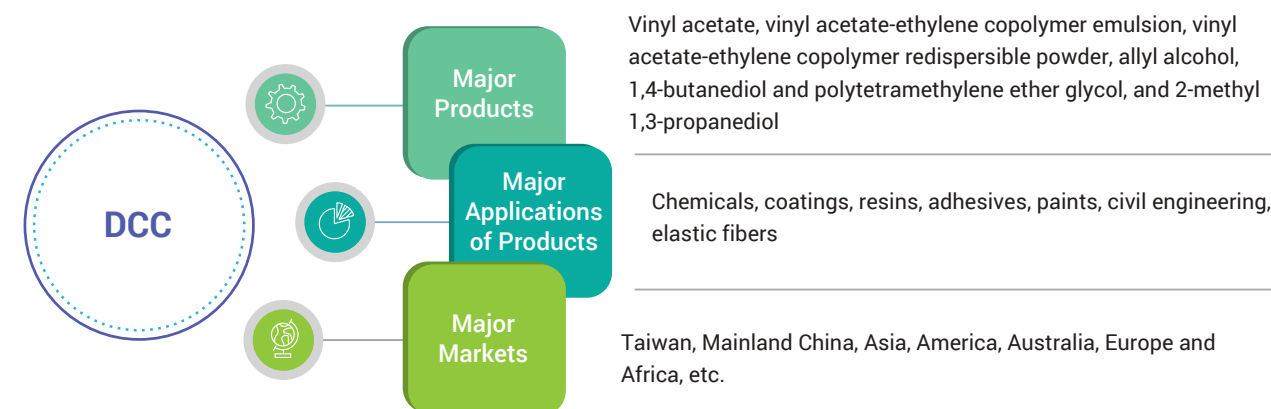 DCC
Major
Products
Vinyl acetate, vinyl acetate-ethylene copolymer emulsion, vinyl
acetate-ethylene copolymer redispersible powder, allyl alcohol,
1,4-butanediol and polytetramethylene ether glycol, and 2-methyl
1,3-propanediol
Major
Applications
of Products
Chemicals, coatings, resins, adhesives, paints, civil engineering,
elastic fibers
Major
Markets
Taiwan, Mainland China, Asia, America, Australia, Europe and
Africa, etc.